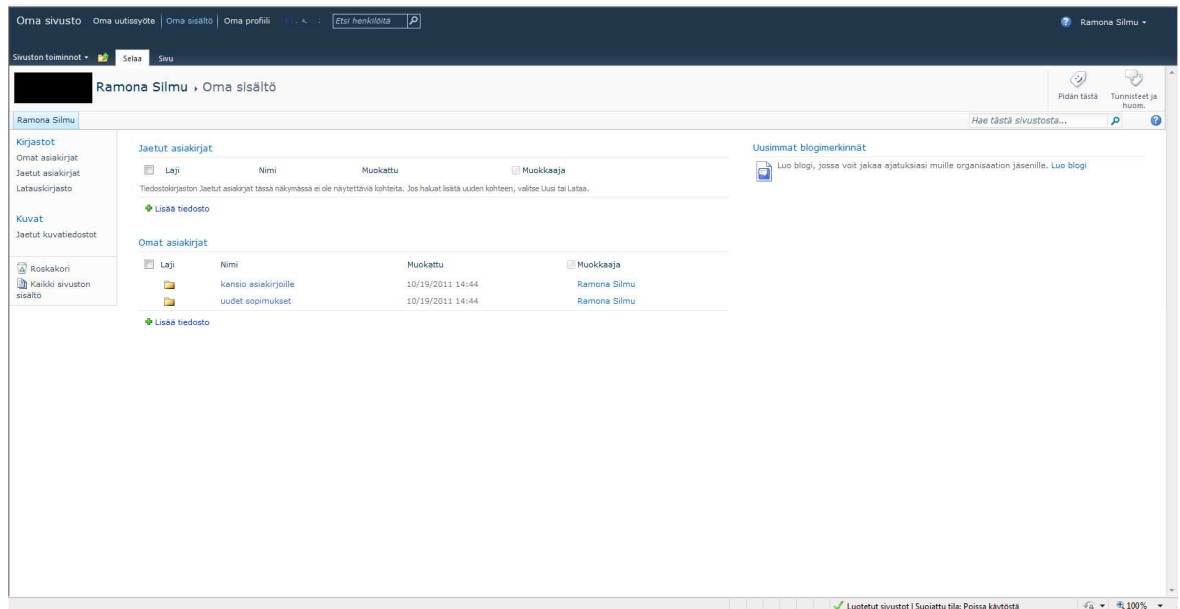 Oma sivusto Oma uutissyöte Oma sisältö Oma profiili Etsi henkilöitä Ramona Silmu
Sivuston toiminnot Selaa Sivu
Ramona Silmu Oma sisältö
Pidän tästä Tunnisteet ja huom.
Ramona Silmu Hae tästä sivustosta...
Kirjastot
Omat asiakirjat
Jaetut asiakirjat
Latauskirjasto
Kuvat
Jaetut kuvatiedostot
Roskakori
Kaikki sivuston
sisältö
Jaetut asiakirjat
Laji Nimi Muokattu Muokkaaja
Tiedostokirjaston Jaetut asiakirjat tässä näkymässä ei ole näytettäviä kohteita. Jos haluat lisätä uuden kohteen, valitse Uusi tai Lataa.
Lisää tiedosto
Omat asiakirjat
Laji Nimi Muokattu Muokkaaja
kansio asiakirjoille 10/19/2011 14:44 Ramona Silmu
uudet sopimukset 10/19/2011 14:44 Ramona Silmu
Lisää tiedosto
Uusimmat blogimerkinnät
Luo blogi, jossa voit jakaa ajatuksiasi muille organisaation jäsenille. Luo blogi
Luotetut sivustot | Suojattu tila: Poissa käytöstä 100%